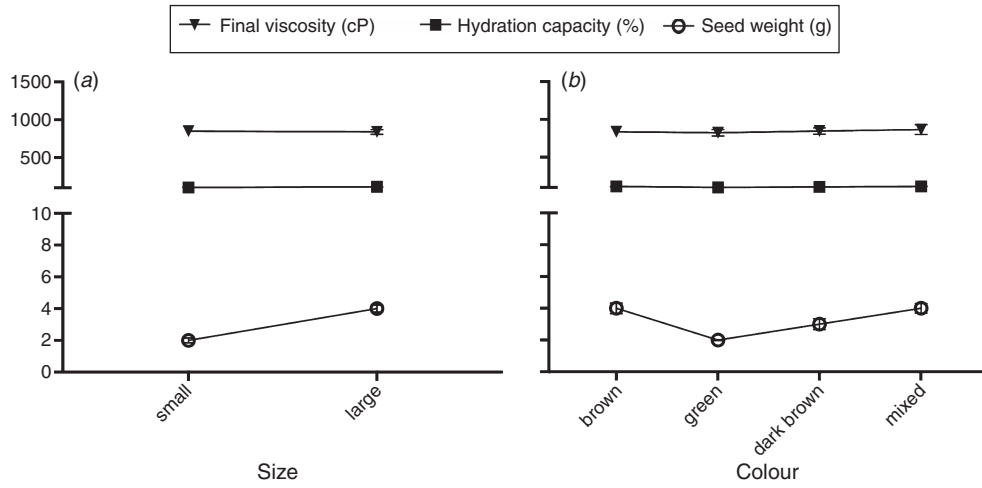 Final viscosity (cP) Hydration capacity (%) Seed weight (g)
(a) (b)
1500
1000
500
10
8
6
4
2
0
small large brown green dark brown mixed
Size Colour